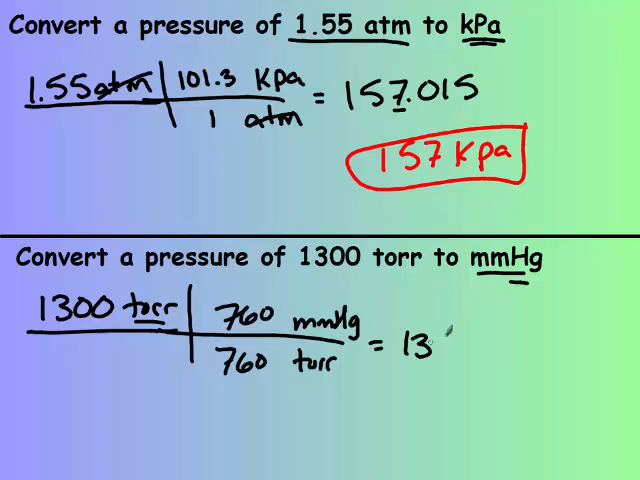 Convert a pressure of 1.55 atm to kPa
1.55 atm | 101.3 KPa
1 atm = 157.015
157 KPa
Convert a pressure of 1300 torr to mmHg
1300 torr | 760 mmHg
760 torr = 13